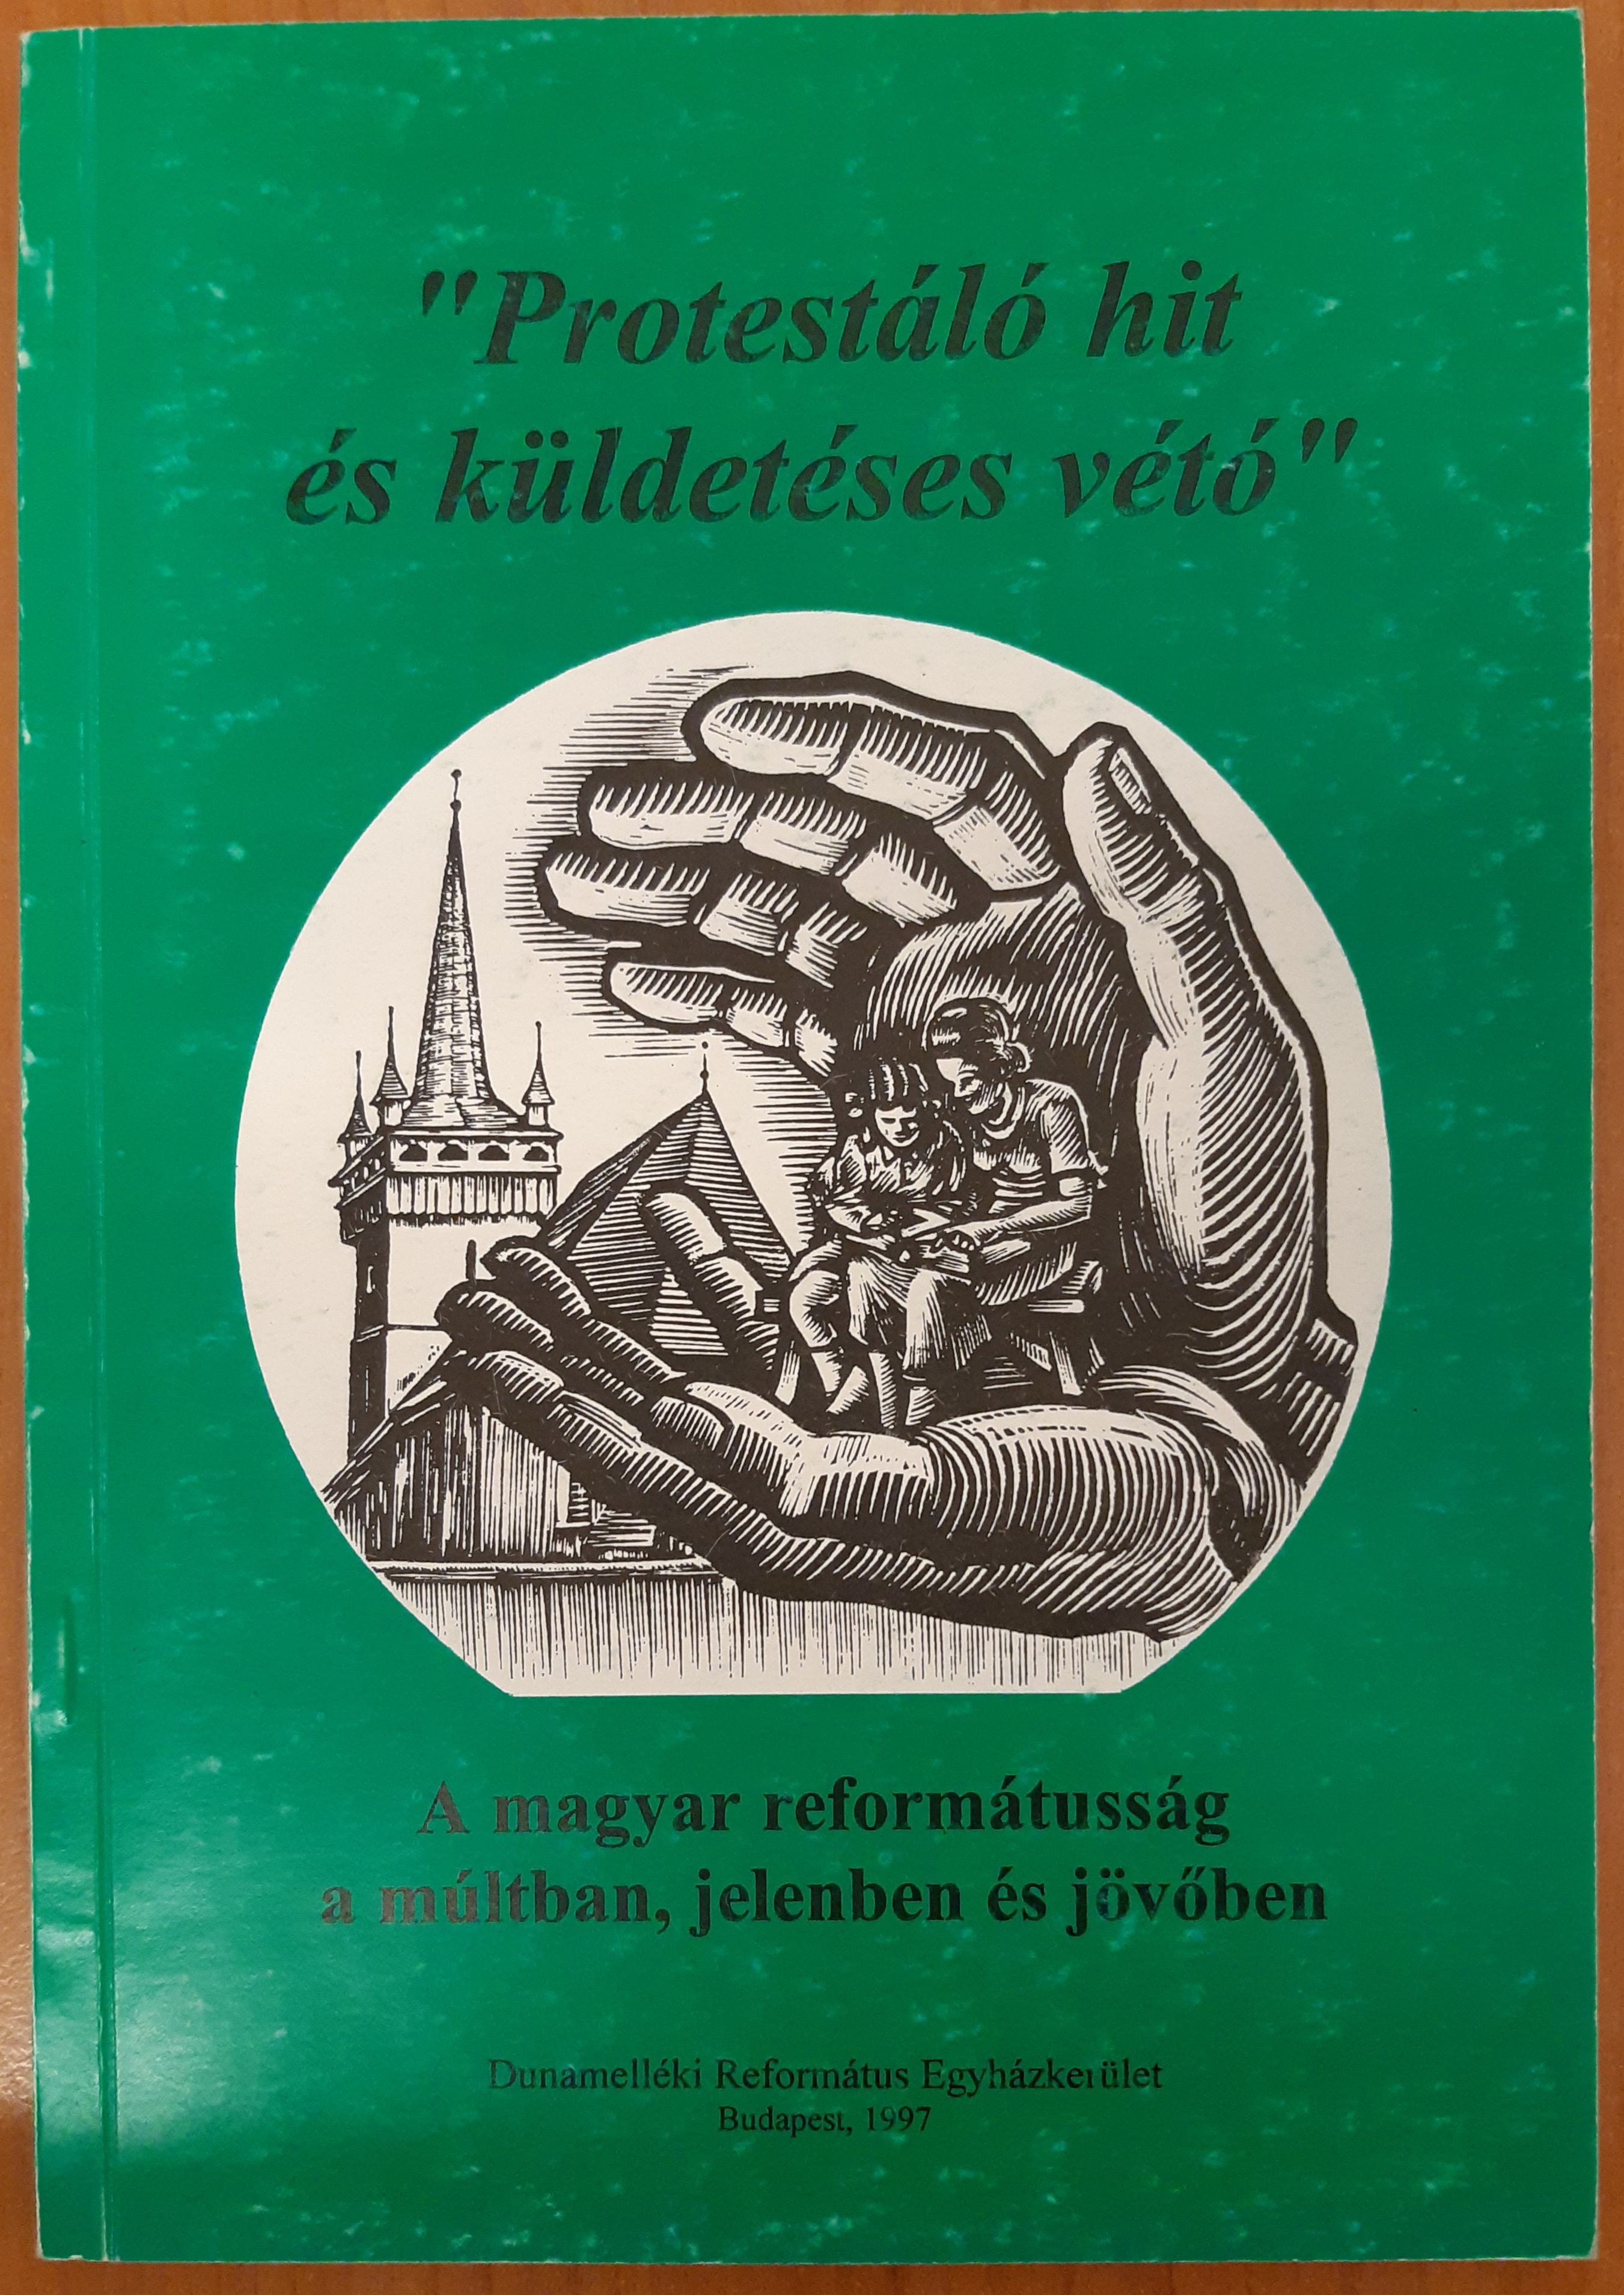 "Protestáló hit
és küldetéses vétó"
A magyar reformátusság
a múltban, jelenben és jövőben
Dunamelléki Református Egyházkerület
Budapest, 1997